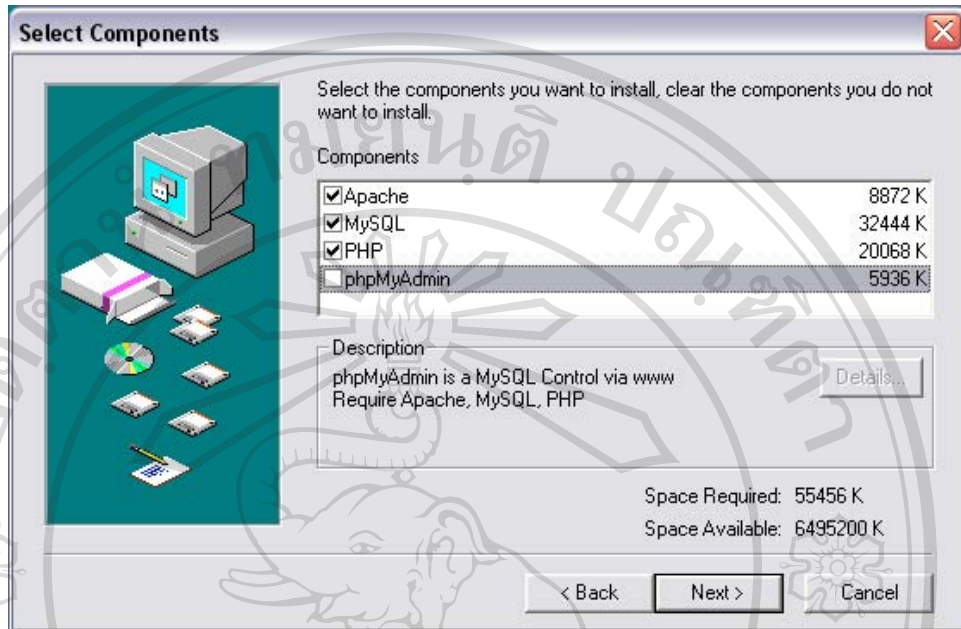 Select Components
Select the components you want to install, clear the components you do not
want to install.
Components
Apache 8872 K
MySQL 32444 K
PHP 20068 K
phpMyAdmin 5936 K
Description
phpMyAdmin is a MySQL Control via www
Require Apache, MySQL, PHP
Details...
Space Required: 55456 K
Space Available: 6495200 K
< Back
Next >
Cancel